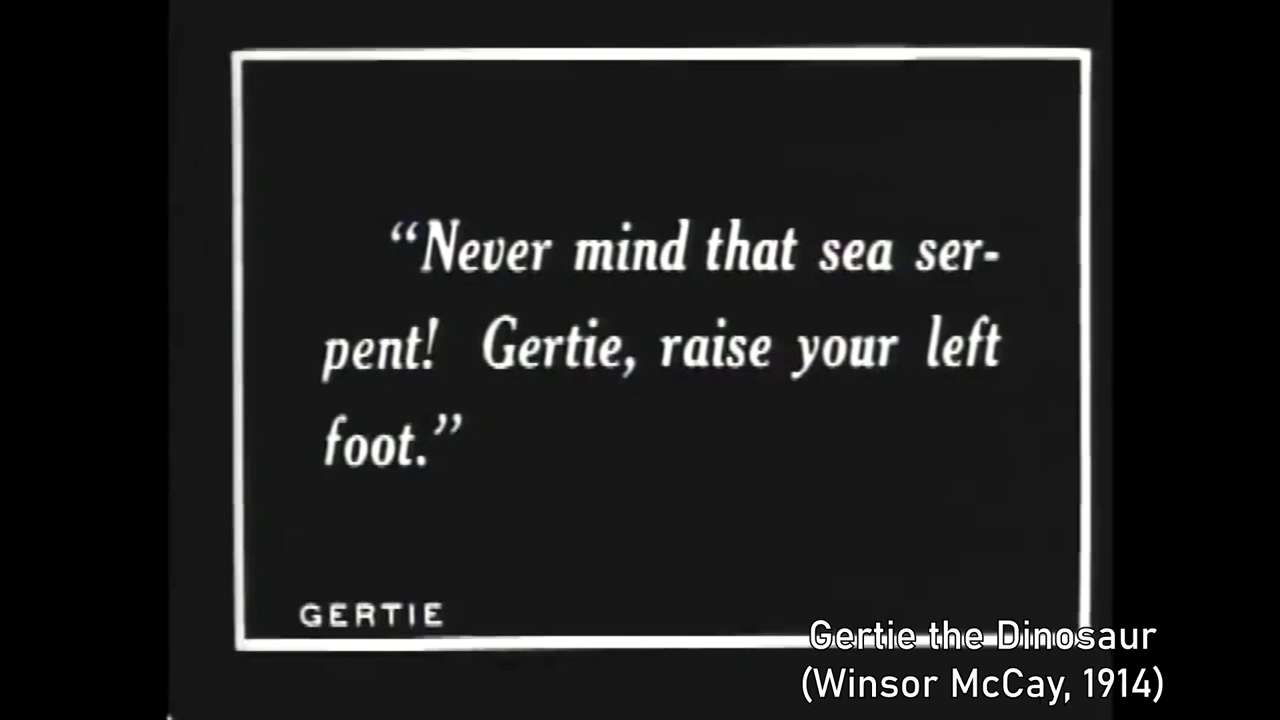 “Never mind that sea ser-
pent! Gertie, raise your left
foot.”
GERTIE
Gertie the Dinosaur
(Winsor McCay, 1914)